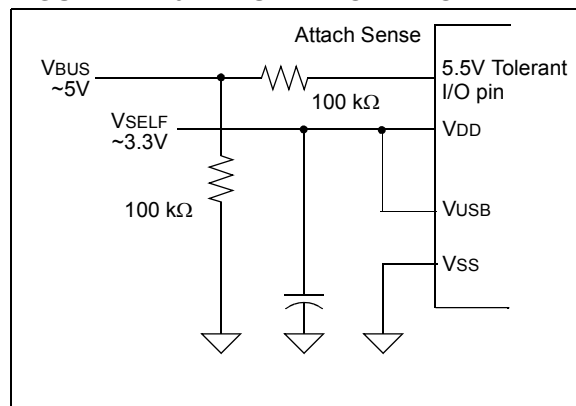 Attach Sense
VBUS
~5V
100 kΩ
5.5V Tolerant
I/O pin
VSELF
~3.3V
VDD
100 kΩ
VUSB
VSS